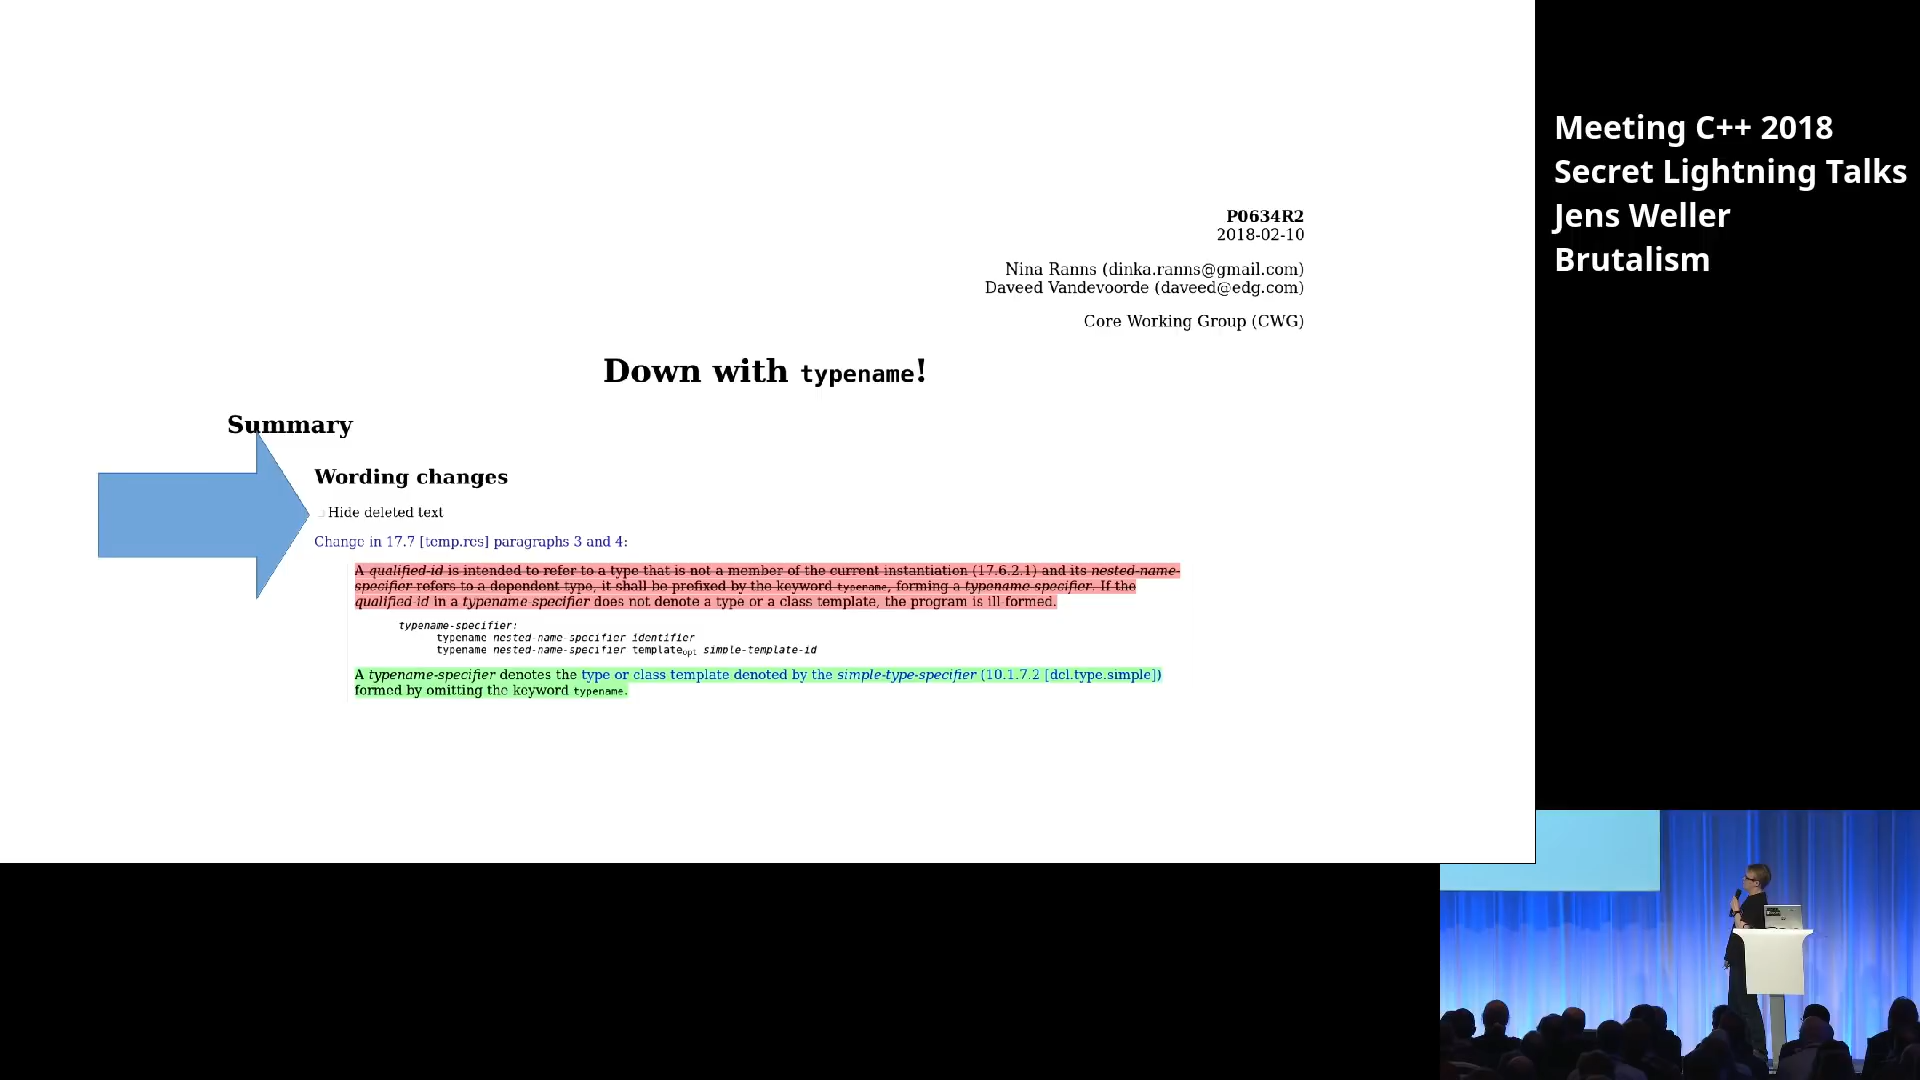 P0634R2
2018-02-10
Nina Ranns (dinka.ranns@gmail.com)
Daveed Vandevoorde (daveed@edg.com)
Core Working Group (CWG)
Down with typename!
Summary
Wording changes
Hide deleted text
Change in 17.7 [temp.res] paragraphs 3 and 4:
A qualified-id is intended to refer to a type that is not a member of the current instantiation (17.6.2.1) and its nested-name-
specifier refers to a dependent type, it shall be prefixed by the keyword typename, forming a typename-specifier. If the
qualified-id in a typename-specifier does not denote a type or a class template, the program is ill-formed.
typename-specifier:
typename nested-name-specifier identifier
typename nested-name-specifier templateopt simple-template-id
A typename-specifier denotes the type or class template denoted by the simple-type-specifier (10.1.7.2 [dcl.type.simple])
formed by omitting the keyword typename.
Meeting C++ 2018
Secret Lightning Talks
Jens Weller
Brutalism